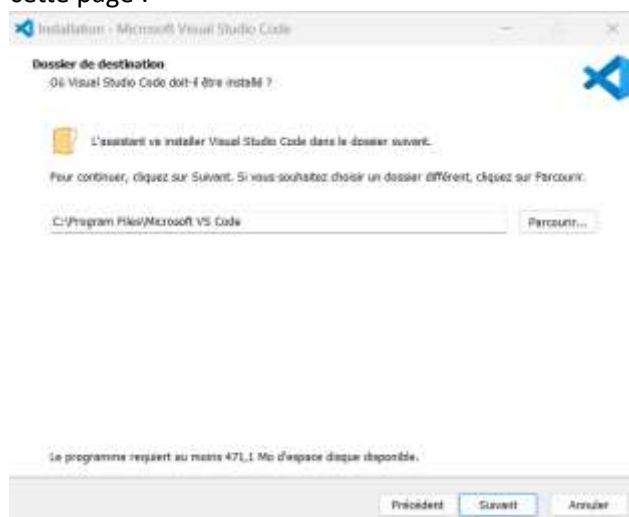 cette page :
Installation - Microsoft Visual Studio Code
Dossier de destination
Où Visual Studio Code doit-il être installé ?
L'assistant va installer Visual Studio Code dans le dossier suivant.
Pour continuer, cliquez sur Suivant. Si vous souhaitez choisir un dossier différent, cliquez sur Parcourir.
C:\Program Files\Microsoft VS Code
Parcourir...
Le programme requiert au moins 471,1 Mo d'espace disque disponible.
Précédent
Suivant
Annuler